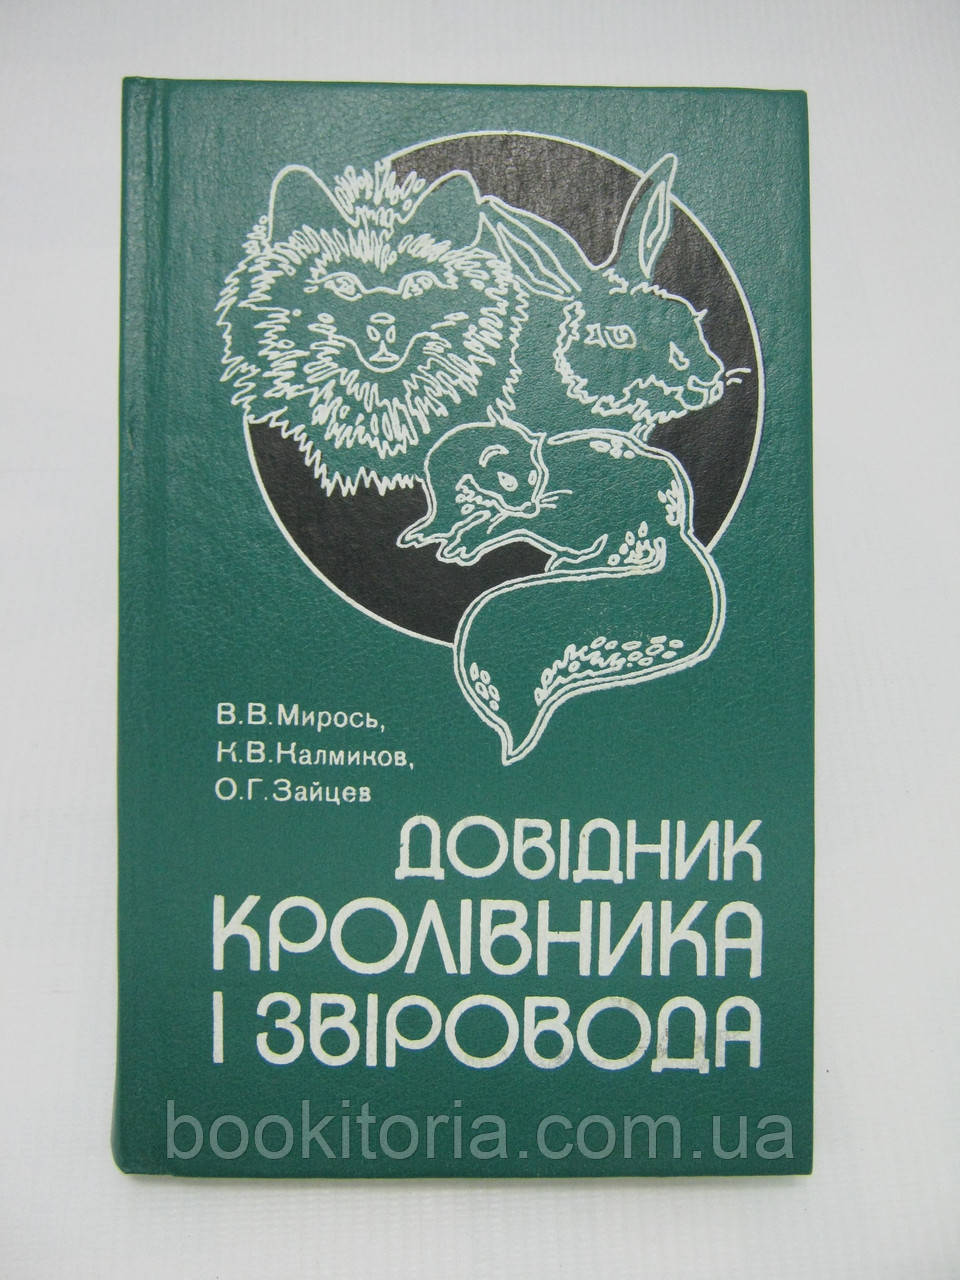 В.В.Мирось,
К.В.Калмиков,
О.Г.Зайцев
ДОВІДНИК
КРОЛІВНИКА
І ЗВІРОВОДА
bookitoria.com.ua